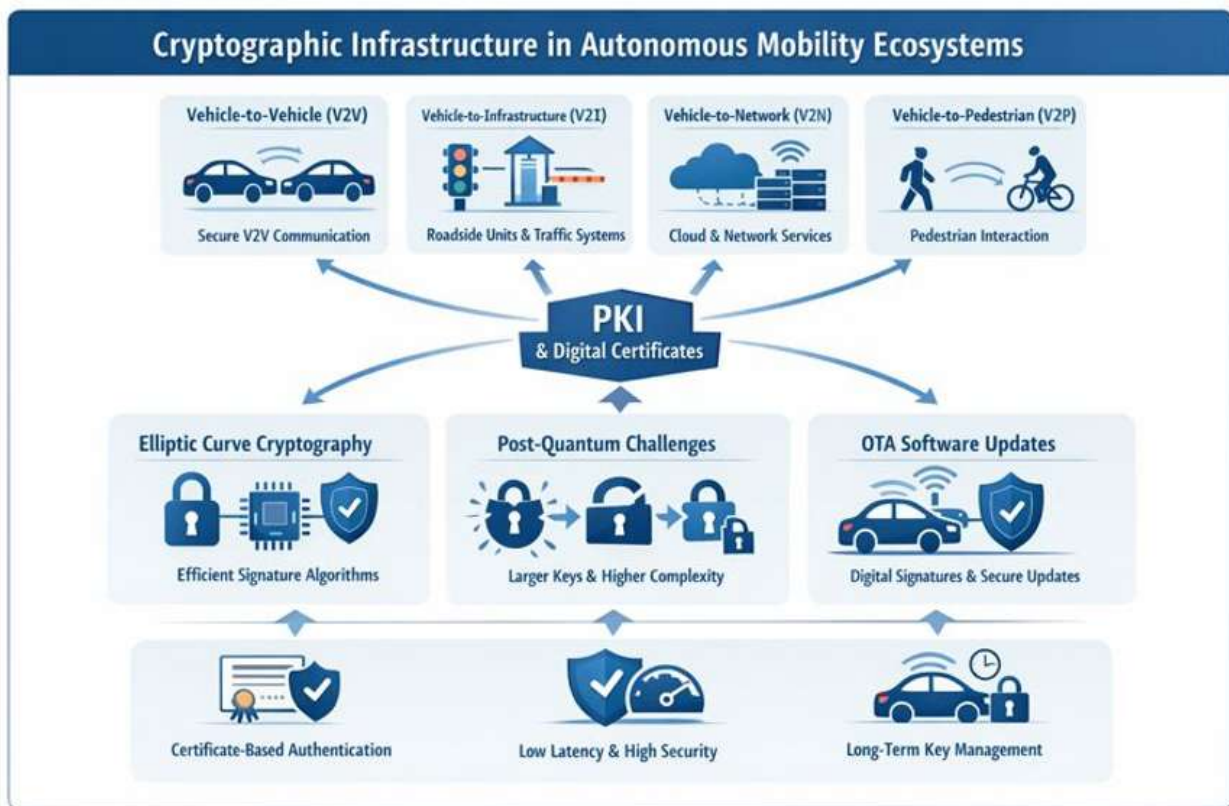 Cryptographic Infrastructure in Autonomous Mobility Ecosystems
Vehicle-to-Vehicle (V2V)
Secure V2V Communication
Vehicle-to-Infrastructure (V2I)
Roadside Units & Traffic Systems
Vehicle-to-Network (V2N)
Cloud & Network Services
Vehicle-to-Pedestrian (V2P)
Pedestrian Interaction
PKI
& Digital Certificates
Elliptic Curve Cryptography
Efficient Signature Algorithms
Post-Quantum Challenges
Larger Keys & Higher Complexity
OTA Software Updates
Digital Signatures & Secure Updates
Certificate-Based Authentication
Low Latency & High Security
Long-Term Key Management